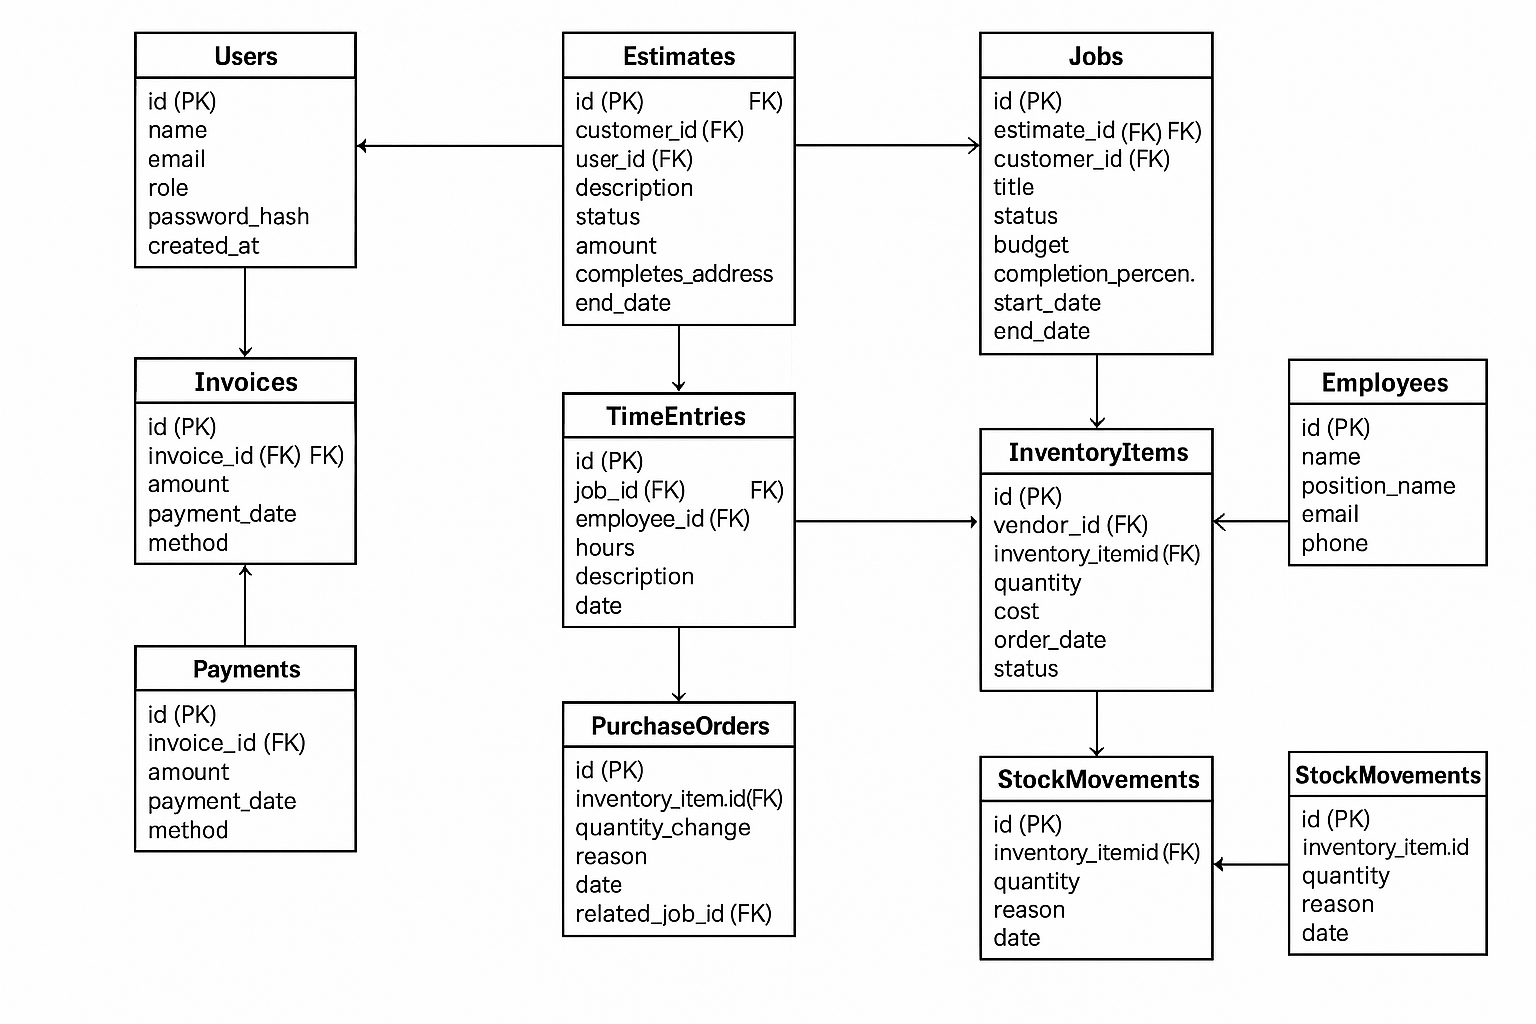 Users
id (PK)
name
email
role
password_hash
created_at
Estimates
id (PK) FK)
customer_id (FK)
user_id (FK)
description
status
amount
completes_address
end_date
Jobs
id (PK)
estimate_id (FK) FK)
customer_id (FK)
title
status
budget
completion_percen.
start_date
end_date
Invoices
id (PK)
invoice_id (FK) FK)
amount
payment_date
method
TimeEntries
id (PK)
job_id (FK) FK)
employee_id (FK)
hours
description
date
InventoryItems
id (PK)
vendor_id (FK)
inventory_itemid (FK)
quantity
cost
order_date
status
Employees
id (PK)
name
position_name
email
phone
Payments
id (PK)
invoice_id (FK)
amount
payment_date
method
PurchaseOrders
id (PK)
inventory_item.id(FK)
quantity_change
reason
date
related_job_id (FK)
StockMovements
id (PK)
inventory_itemid (FK)
quantity
reason
date
StockMovements
id (PK)
inventory_item.id
quantity
reason
date